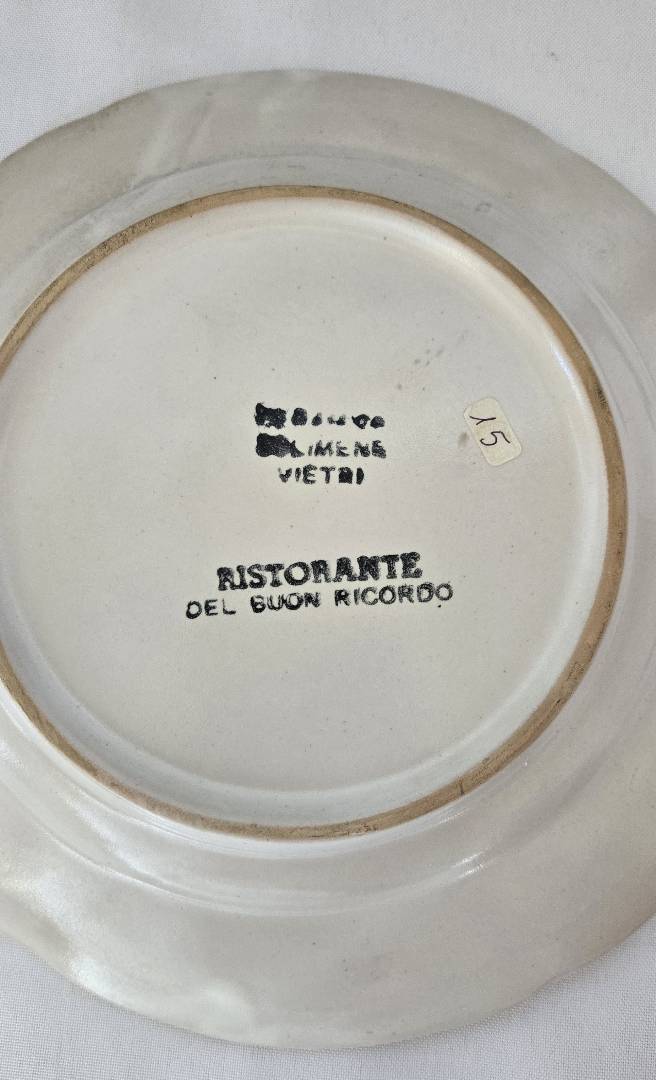 VIETRI
RISTORANTE
DEL BUON RICORDO
15